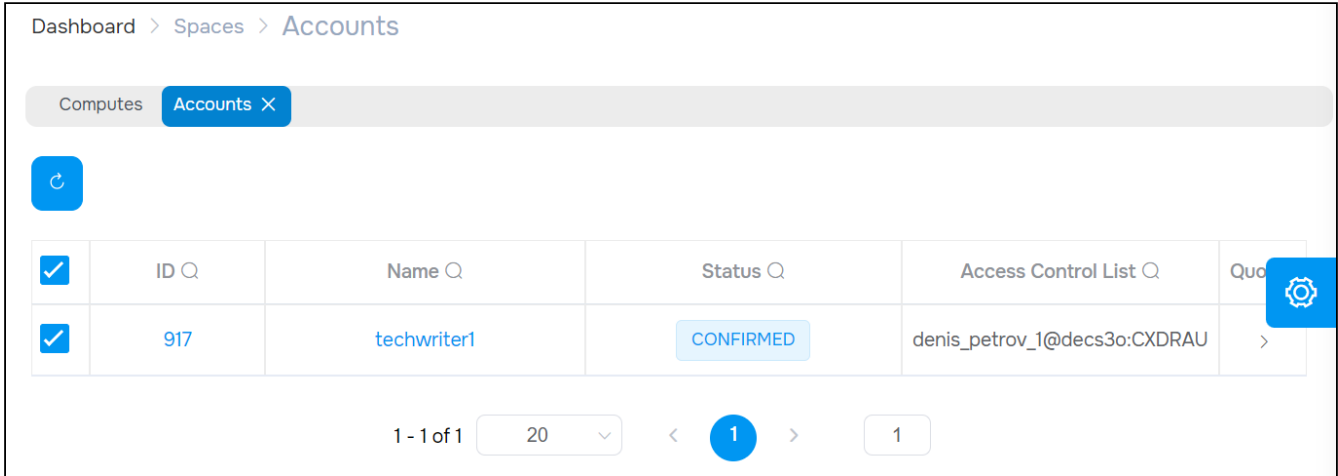 Dashboard > Spaces > Accounts
Computes Accounts ×
ID Name Status Access Control List Quo
917 techwriter1 CONFIRMED denis_petrov_1@decs3o:CXDRAU >
1 - 1 of 1 20 < 1 > 1